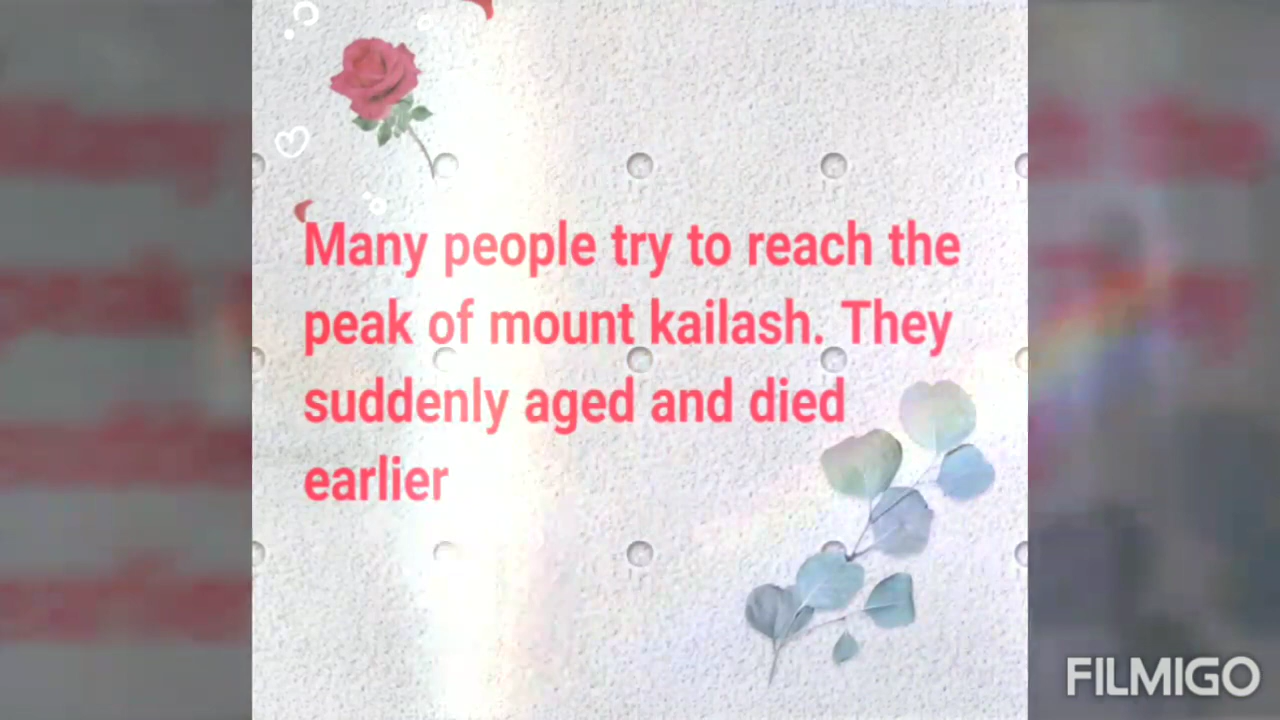 Many people try to reach the
peak of mount kailash. They
suddenly aged and died
earlier
FILMIGO